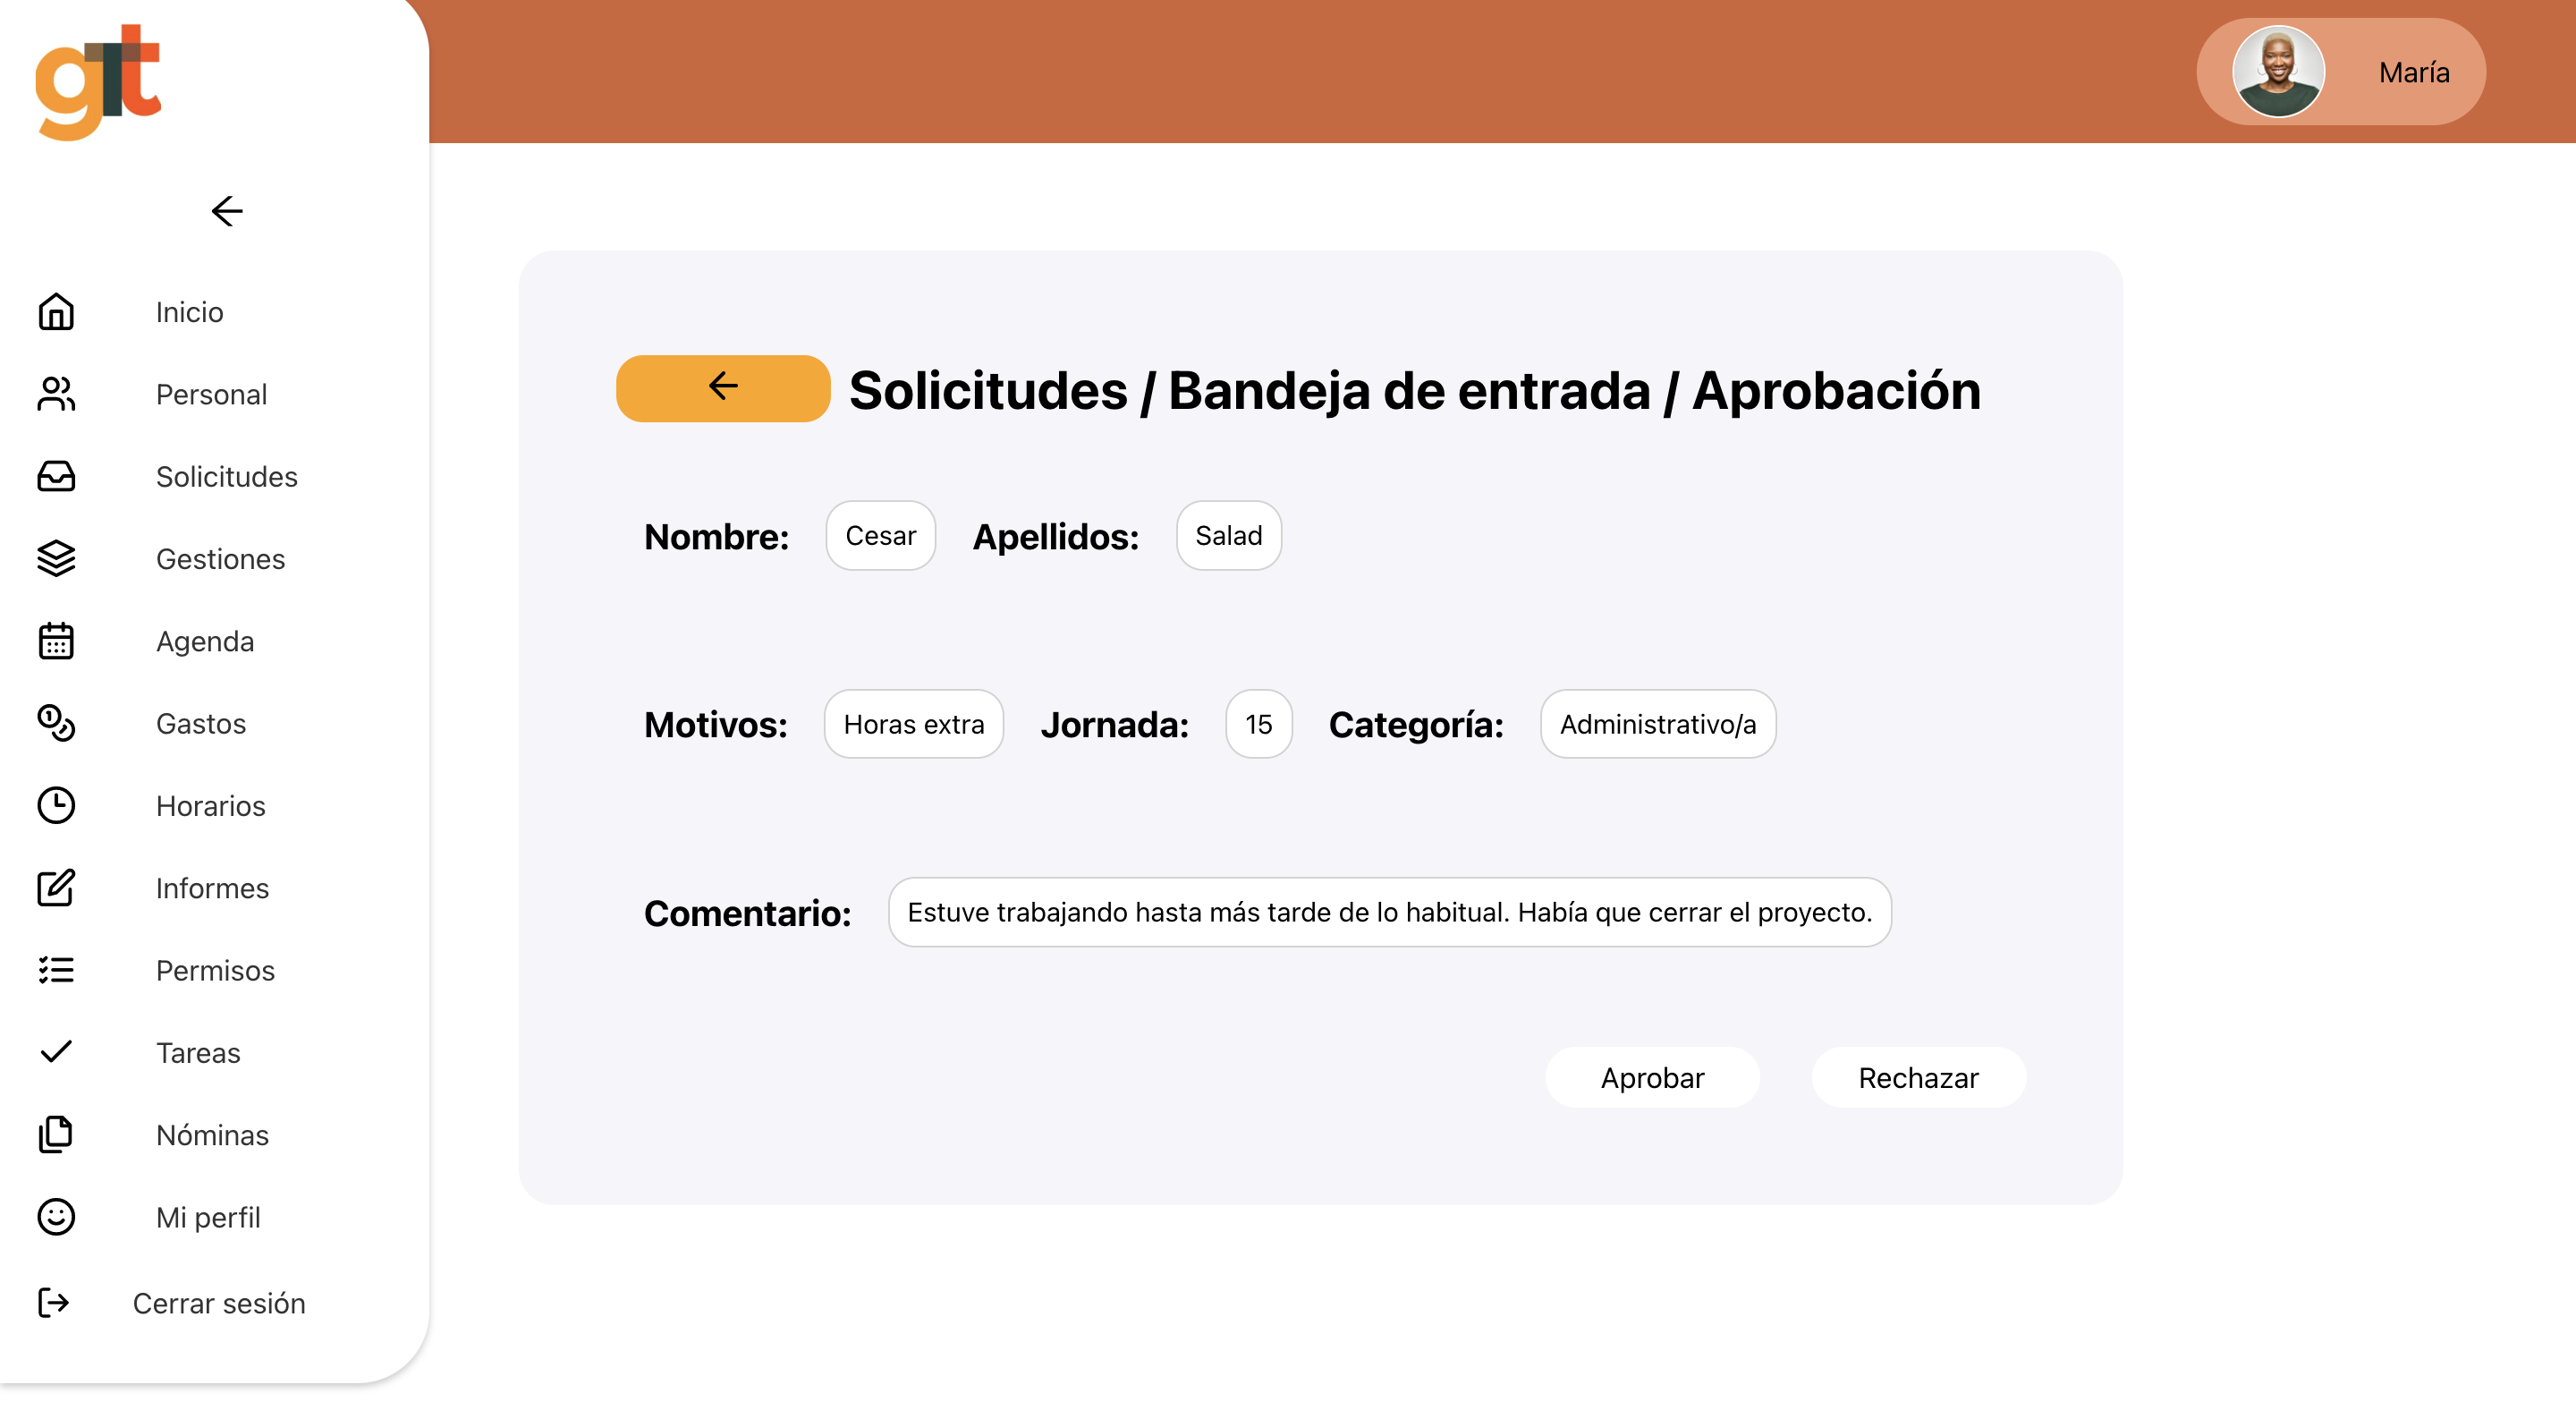 git
María
Inicio
Personal
Solicitudes
Gestiones
Agenda
Gastos
Horarios
Informes
Permisos
Tareas
Nóminas
Mi perfil
Cerrar sesión
Solicitudes / Bandeja de entrada / Aprobación
Nombre: Cesar Apellidos: Salad
Motivos: Horas extra Jornada: 15 Categoría: Administrativo/a
Comentario: Estuve trabajando hasta más tarde de lo habitual. Había que cerrar el proyecto.
Aprobar Rechazar